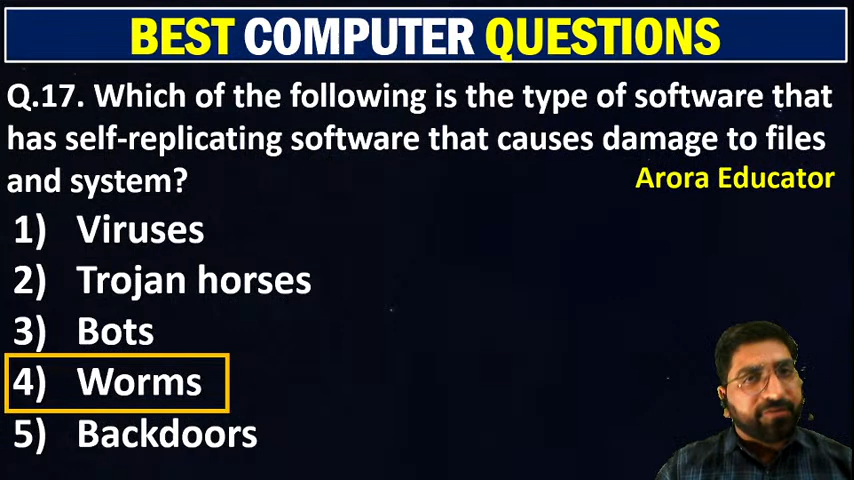 BEST COMPUTER QUESTIONS
Q.17. Which of the following is the type of software that
has self-replicating software that causes damage to files
and system?
Arora Educator
1) Viruses
2) Trojan horses
3) Bots
4) Worms
5) Backdoors